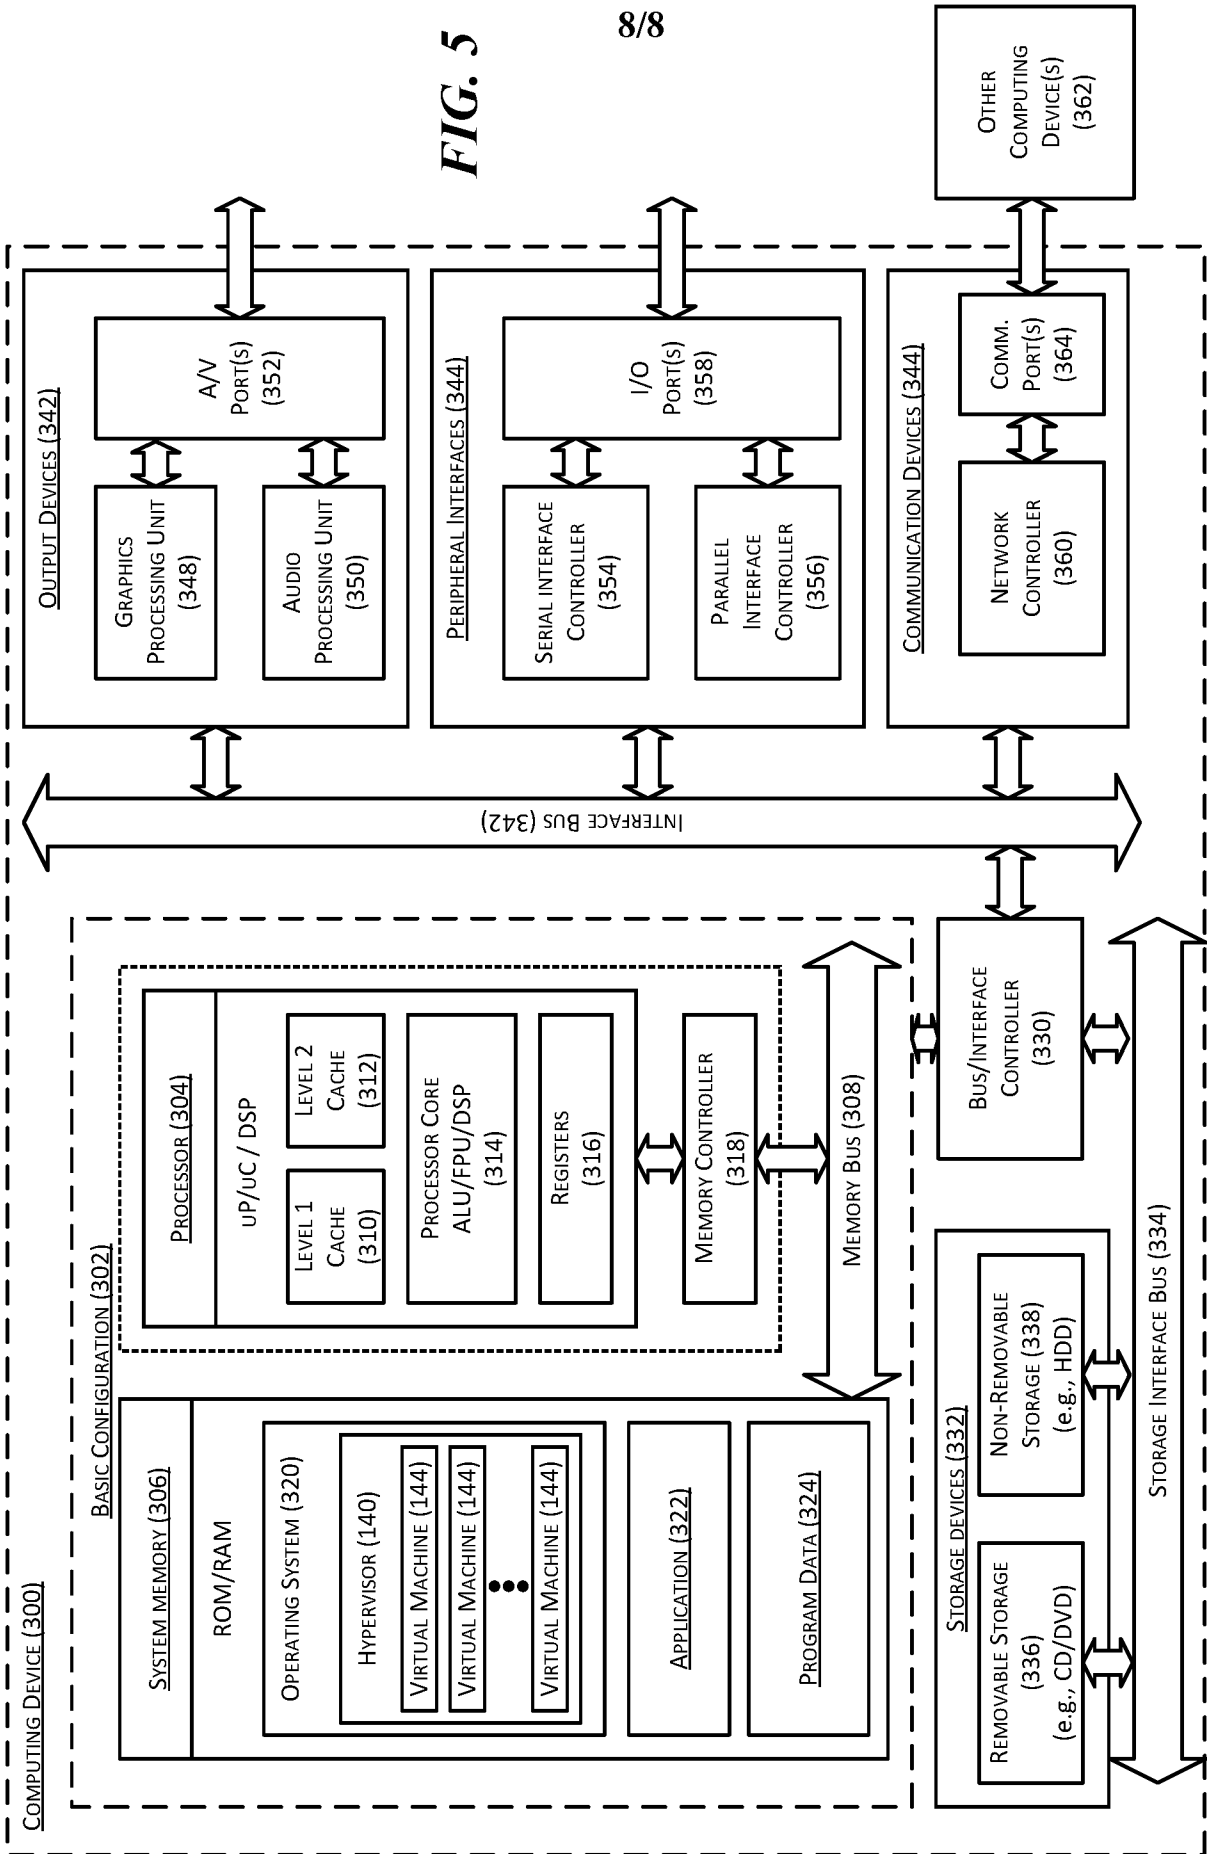 8/8
FIG. 5
COMPUTING DEVICE (300)
BASIC CONFIGURATION (302)
SYSTEM MEMORY (306)
ROM/RAM
OPERATING SYSTEM (320)
HYPERVISOR (140)
VIRTUAL MACHINE (144)
VIRTUAL MACHINE (144)
VIRTUAL MACHINE (144)
APPLICATION (322)
PROGRAM DATA (324)
PROCESSOR (304)
uP/uC / DSP
LEVEL 1
CACHE
(310)
LEVEL 2
CACHE
(312)
PROCESSOR CORE
ALU/FPU/DSP
(314)
REGISTERS
(316)
MEMORY CONTROLLER
(318)
MEMORY BUS (308)
BUS/INTERFACE
CONTROLLER
(330)
STORAGE DEVICES (332)
REMOVABLE STORAGE
(336)
(e.g., CD/DVD)
NON-REMOVABLE
STORAGE (338)
(e.g., HDD)
STORAGE INTERFACE BUS (334)
INTERFACE BUS (342)
OUTPUT DEVICES (342)
GRAPHICS
PROCESSING UNIT
(348)
AUDIO
PROCESSING UNIT
(350)
A/V
PORT(S)
(352)
PERIPHERAL INTERFACES (344)
SERIAL INTERFACE
CONTROLLER
(354)
PARALLEL
INTERFACE
CONTROLLER
(356)
I/O
PORT(S)
(358)
COMMUNICATION DEVICES (344)
NETWORK
CONTROLLER
(360)
COMM.
PORT(S)
(364)
OTHER
COMPUTING
DEVICE(S)
(362)